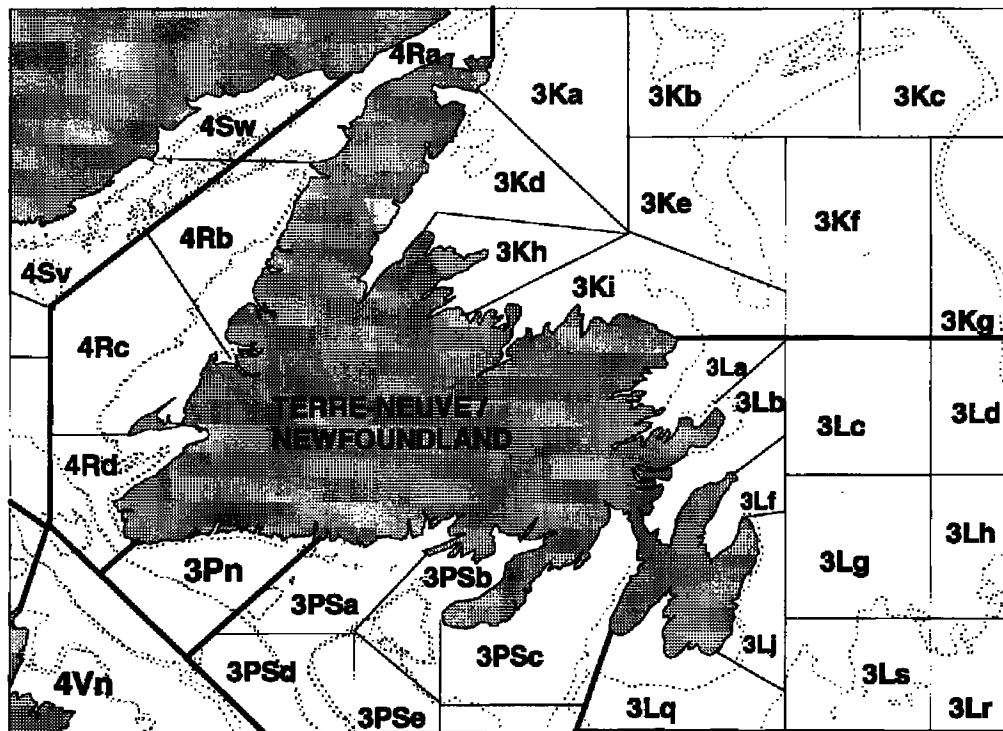 4Ra
3Ka
3Kb
3Kc
4Sw
3Kd
3Ke
3Kf
4Rb
3Kh
4Sv
3Ki
3Kg
4Rc
3La
3Lb
3Lc
3Ld
TERRE-NEUVE /
NEWFOUNDLAND
4Rd
3Lf
3Lg
3Lh
3Pn
3PSa
3PSb
3PSc
3Lj
3PSd
4Vn
3PSe
3Lq
3Ls
3Lr